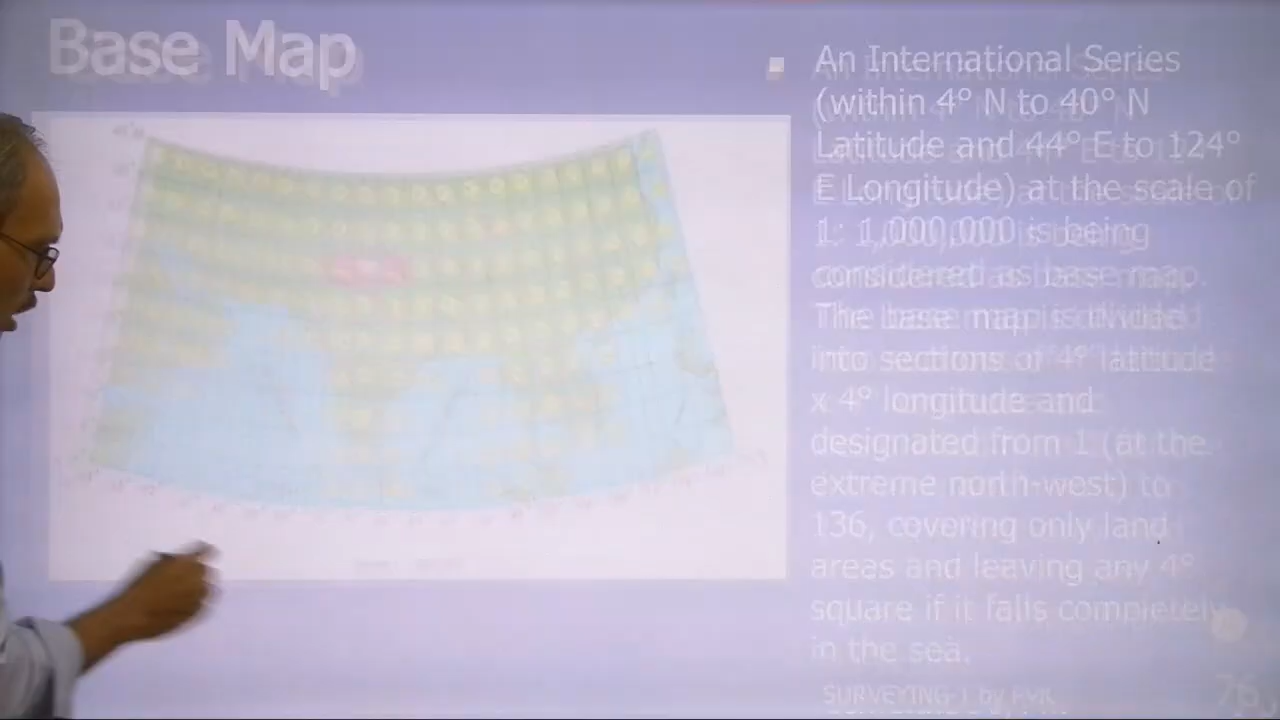 Base Map
An International Series
(within 4° N to 40° N
Latitude and 44° E to 124°
E Longitude) at the scale of
1: 1,000,000 is being
considered as base map.
The base map is divided
into sections of 4° latitude
x 4° longitude and
designated from 1 (at the
extreme north-west) to
136, covering only land
areas and leaving any 4°
square if it falls completely
in the sea.
SURVEYING-1 by
76